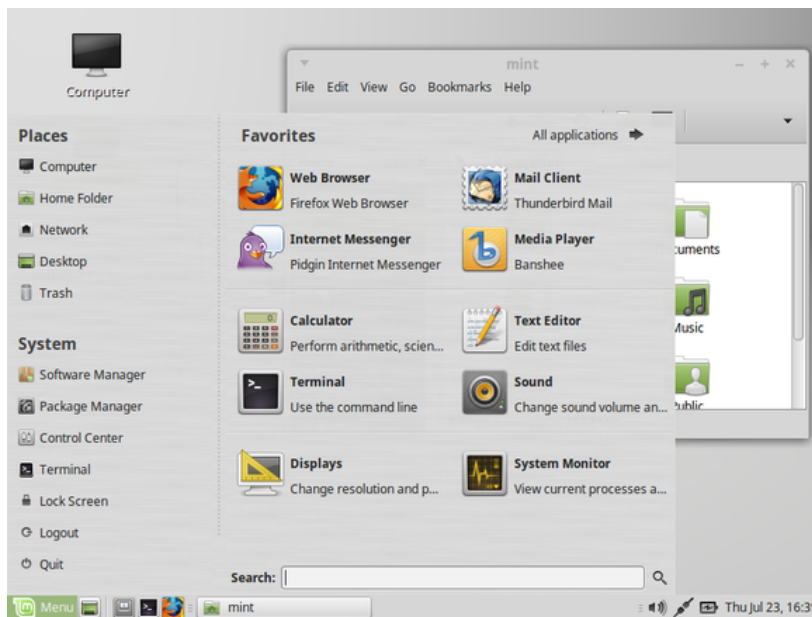 Computer
mint
File Edit View Go Bookmarks Help
Places
Computer
Home Folder
Network
Desktop
Trash
System
Software Manager
Package Manager
Control Center
Terminal
Lock Screen
Logout
Quit
Favorites
All applications
Web Browser
Firefox Web Browser
Mail Client
Thunderbird Mail
Internet Messenger
Pidgin Internet Messenger
Media Player
Banshee
Calculator
Perform arithmetic, scien...
Text Editor
Edit text files
Terminal
Use the command line
Sound
Change sound volume an...
Displays
Change resolution and p...
System Monitor
View current processes a...
Search:
cuments
Music
Public
Menu
mint
Thu Jul 23, 16:3